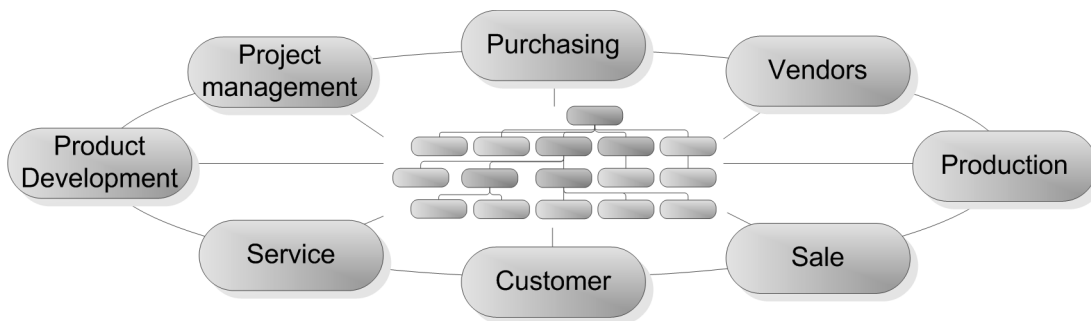 Purchasing
Project
management
Vendors
Product
Development
Production
Service
Sale
Customer